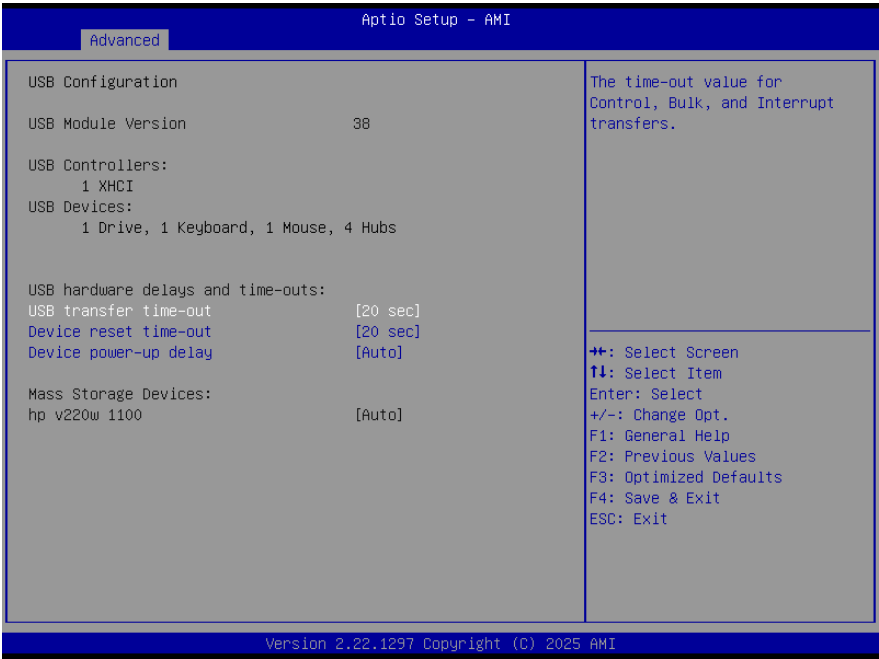 Aptio Setup – AMI
Advanced
USB Configuration
USB Module Version 38
USB Controllers:
1 XHCI
USB Devices:
1 Drive, 1 Keyboard, 1 Mouse, 4 Hubs
USB hardware delays and time-outs:
USB transfer time-out [20 sec]
Device reset time-out [20 sec]
Device power-up delay [Auto]
Mass Storage Devices:
hp v220w 1100 [Auto]
The time-out value for
Control, Bulk, and Interrupt
transfers.
→←: Select Screen
↑↓: Select Item
Enter: Select
+/-: Change Opt.
F1: General Help
F2: Previous Values
F3: Optimized Defaults
F4: Save & Exit
ESC: Exit
Version 2.22.1297 Copyright (C) 2025 AMI